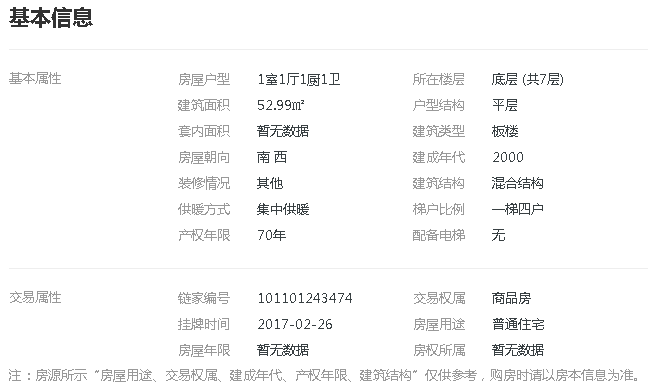 基本信息
基本属性 房屋户型 1室1厅1厨1卫 所在楼层 底层 (共7层)
建筑面积 52.99㎡ 户型结构 平层
套内面积 暂无数据 建筑类型 板楼
房屋朝向 南 西 建成年代 2000
装修情况 其他 建筑结构 混合结构
供暖方式 集中供暖 梯户比例 一梯四户
产权年限 70年 配备电梯 无
交易属性 链家编号 101101243474 交易权属 商品房
挂牌时间 2017-02-26 房屋用途 普通住宅
房屋年限 暂无数据 房权所属 暂无数据
注：房源所示“房屋用途、交易权属、建成年代、产权年限、建筑结构”仅供参考，购房时请以房本信息为准。